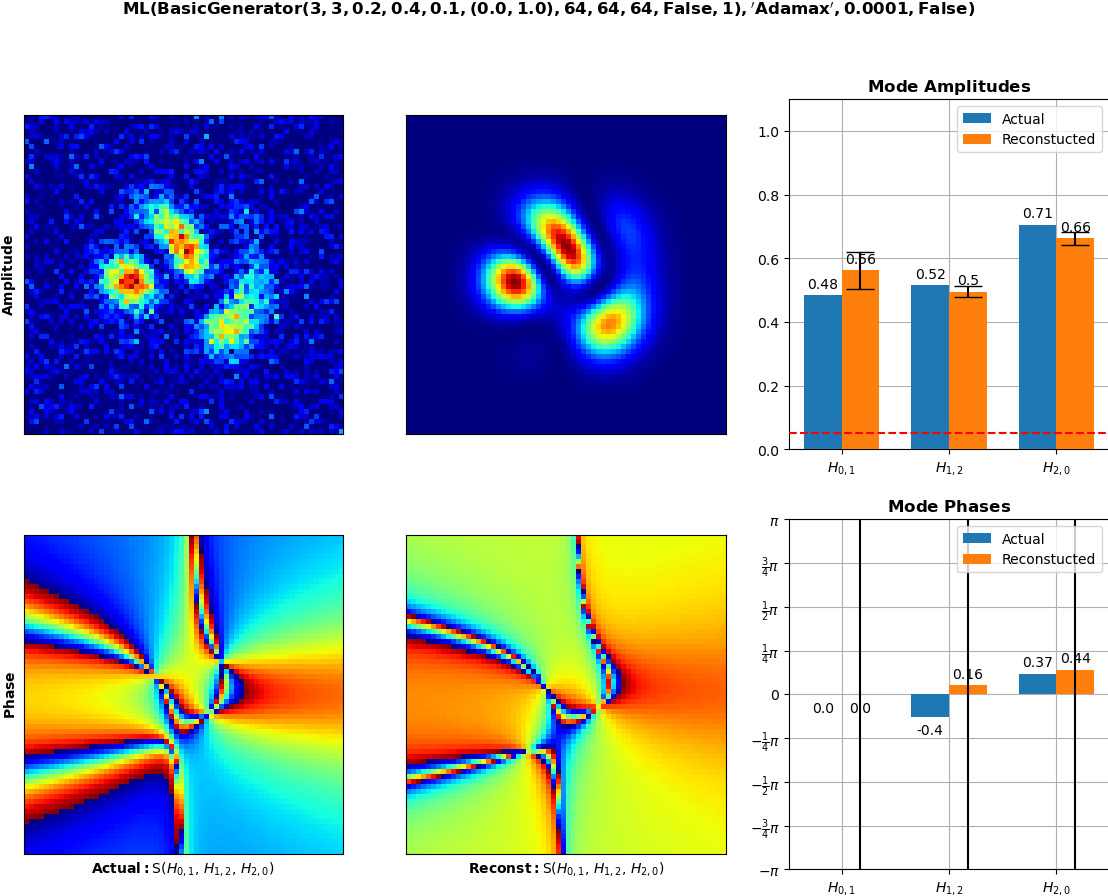 ML(BasicGenerator(3, 3, 0.2, 0.4, 0.1, (0.0, 1.0), 64, 64, 64, False, 1), 'Adamax', 0.0001, False)
Amplitude
Mode Amplitudes
Actual
Reconstucted
1.0
0.8
0.6
0.4
0.2
0.0
0.48
0.56
0.52
0.5
0.71
0.66
H0,1
H1,2
H2,0
Phase
Actual: S(H0,1, H1,2, H2,0)
Reconst: S(H0,1, H1,2, H2,0)
Mode Phases
Actual
Reconstucted
π
3/4π
1/2π
1/4π
0
−1/4π
−1/2π
−3/4π
−π
0.0
0.0
-0.4
0.16
0.37
0.44
H0,1
H1,2
H2,0